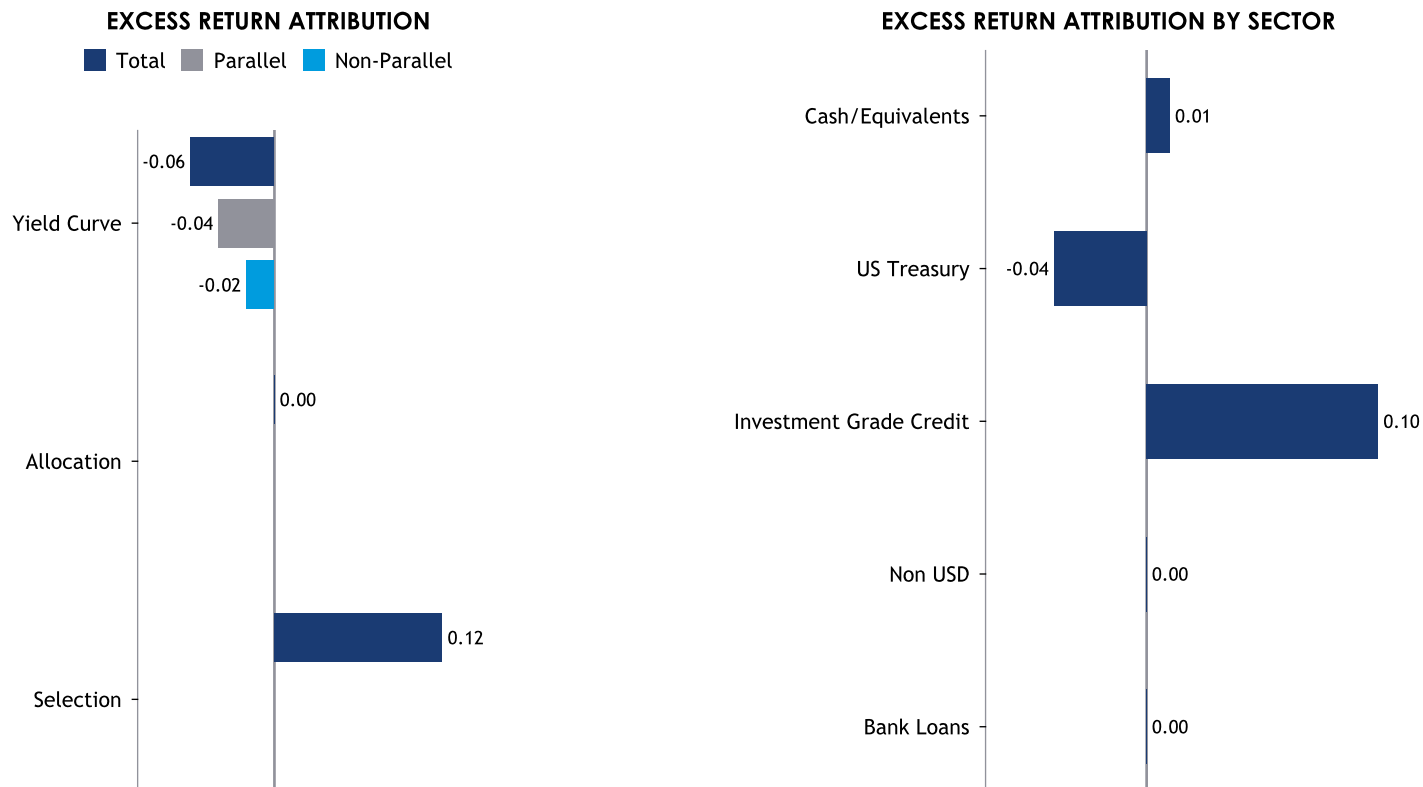 EXCESS RETURN ATTRIBUTION
Total Parallel Non-Parallel
-0.06
Yield Curve -0.04
-0.02
0.00
Allocation
0.12
Selection
EXCESS RETURN ATTRIBUTION BY SECTOR
Cash/Equivalents 0.01
US Treasury -0.04
Investment Grade Credit 0.10
Non USD 0.00
Bank Loans 0.00